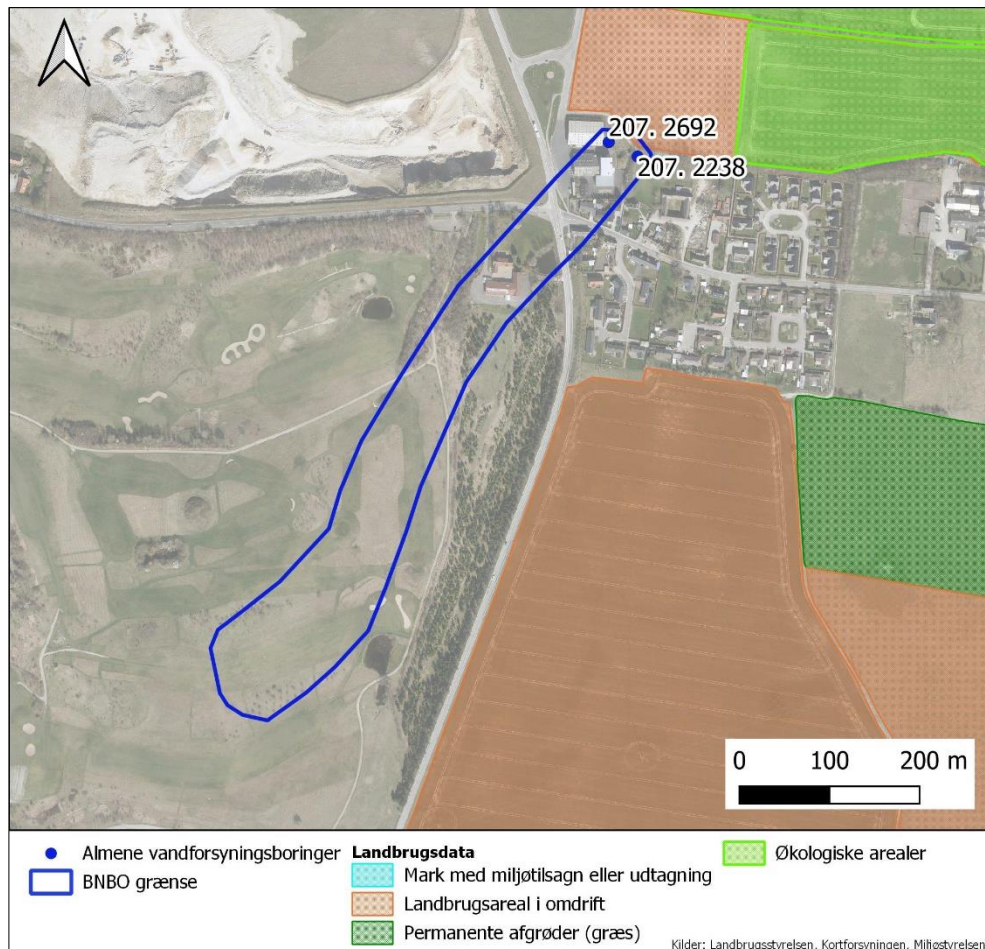 207. 2692
207. 2238
0 100 200 m
Almene vandforsyningsboringer
BNBO grænse
Landbrugsdata
Mark med miljøtilsagn eller udtagning
Landbrugsareal i omdrift
Permanente afgrøder (græs)
Økologiske arealer
Kilder: Landbrugsstyrelsen, Kortforsyningen, Miljøstyrelsen